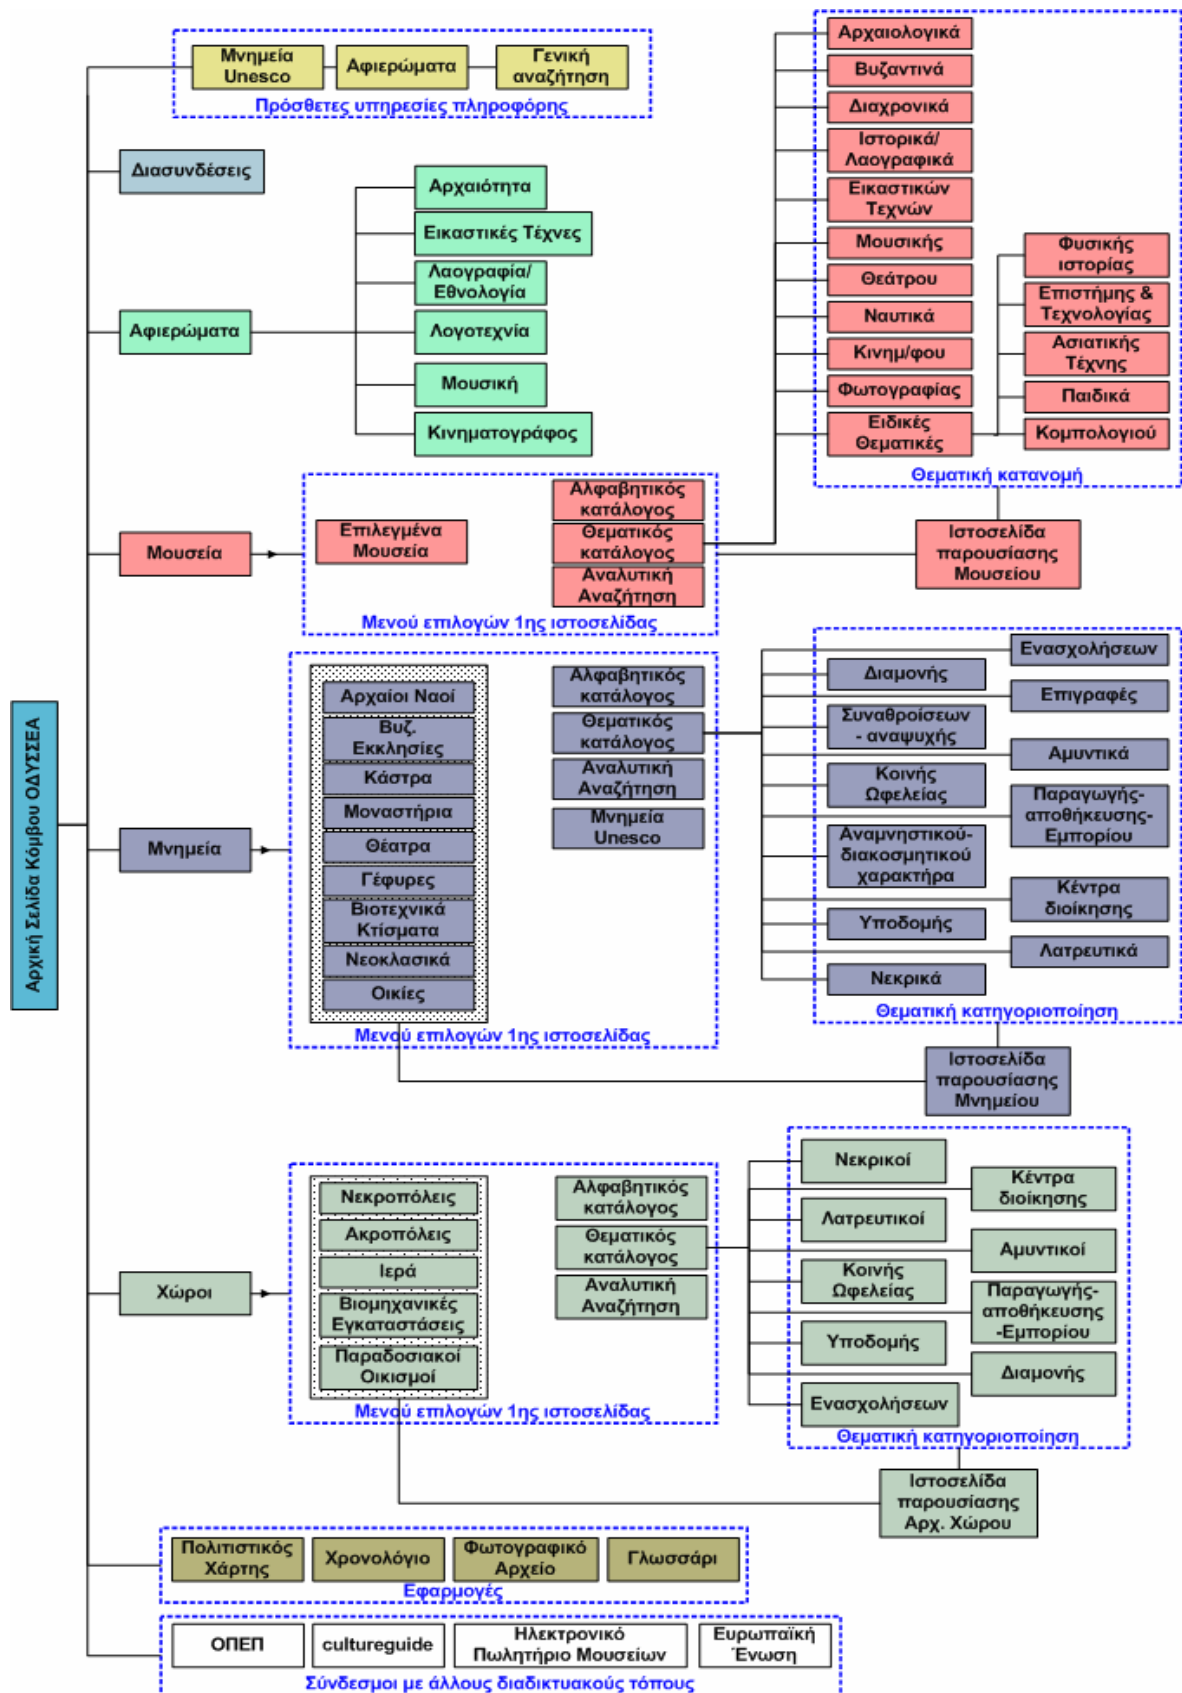 Μνημεία
Unesco
Αφιερώματα
Γενική
αναζήτηση
Πρόσθετες υπηρεσίες πληροφόρης
Διασυνδέσεις
Αφιερώματα
Αρχαιότητα
Εικαστικές Τέχνες
Λαογραφία/
Εθνολογία
Λογοτεχνία
Μουσική
Κινηματογράφος
Αρχαιολογικά
Βυζαντινά
Διαχρονικά
Ιστορικά/
Λαογραφικά
Εικαστικών
Τεχνών
Μουσικής
Θεάτρου
Ναυτικά
Κινημ/φου
Φωτογραφίας
Ειδικές
Θεματικές
Φυσικής
ιστορίας
Επιστήμης &
Τεχνολογίας
Ασιατικής
Τέχνης
Παιδικά
Κομπολογιού
Θεματική κατανομή
Μουσεία
Επιλεγμένα
Μουσεία
Αλφαβητικός
κατάλογος
Θεματικός
κατάλογος
Αναλυτική
Αναζήτηση
Μενού επιλογών 1ης ιστοσελίδας
Ιστοσελίδα
παρουσίασης
Μουσείου
Αρχική Σελίδα Κόμβου ΟΔΥΣΣΕΑ
Μνημεία
Αρχαίοι Ναοί
Βυζ.
Εκκλησίες
Κάστρα
Μοναστήρια
Θέατρα
Γέφυρες
Βιοτεχνικά
Κτίσματα
Νεοκλασικά
Οικίες
Αλφαβητικός
κατάλογος
Θεματικός
κατάλογος
Αναλυτική
Αναζήτηση
Μνημεία
Unesco
Μενού επιλογών 1ης ιστοσελίδας
Ενασχολήσεων
Διαμονής
Επιγραφές
Συναθροίσεων
- αναψυχής
Αμυντικά
Κοινής
Ωφελείας
Παραγωγής-
αποθήκευσης-
Εμπορίου
Αναμνηστικού-
διακοσμητικού
χαρακτήρα
Κέντρα
διοίκησης
Υποδομής
Λατρευτικά
Νεκρικά
Θεματική κατηγοριοποίηση
Ιστοσελίδα
παρουσίασης
Μνημείου
Χώροι
Νεκροπόλεις
Ακροπόλεις
Ιερά
Βιομηχανικές
Εγκαταστάσεις
Παραδοσιακοί
Οικισμοί
Αλφαβητικός
κατάλογος
Θεματικός
κατάλογος
Αναλυτική
Αναζήτηση
Μενού επιλογών 1ης ιστοσελίδας
Νεκρικοί
Κέντρα
διοίκησης
Λατρευτικοί
Αμυντικοί
Κοινής
Ωφελείας
Παραγωγής-
αποθήκευσης
-Εμπορίου
Υποδομής
Διαμονής
Ενασχολήσεων
Θεματική κατηγοριοποίηση
Ιστοσελίδα
παρουσίασης
Αρχ. Χώρου
Πολιτιστικός
Χάρτης
Χρονολόγιο
Φωτογραφικό
Αρχείο
Γλωσσάρι
Εφαρμογές
ΟΠΕΠ
cultureguide
Ηλεκτρονικό
Πωλητήριο Μουσείων
Ευρωπαϊκή
Ένωση
Σύνδεσμοι με άλλους διαδικτυακούς τόπους